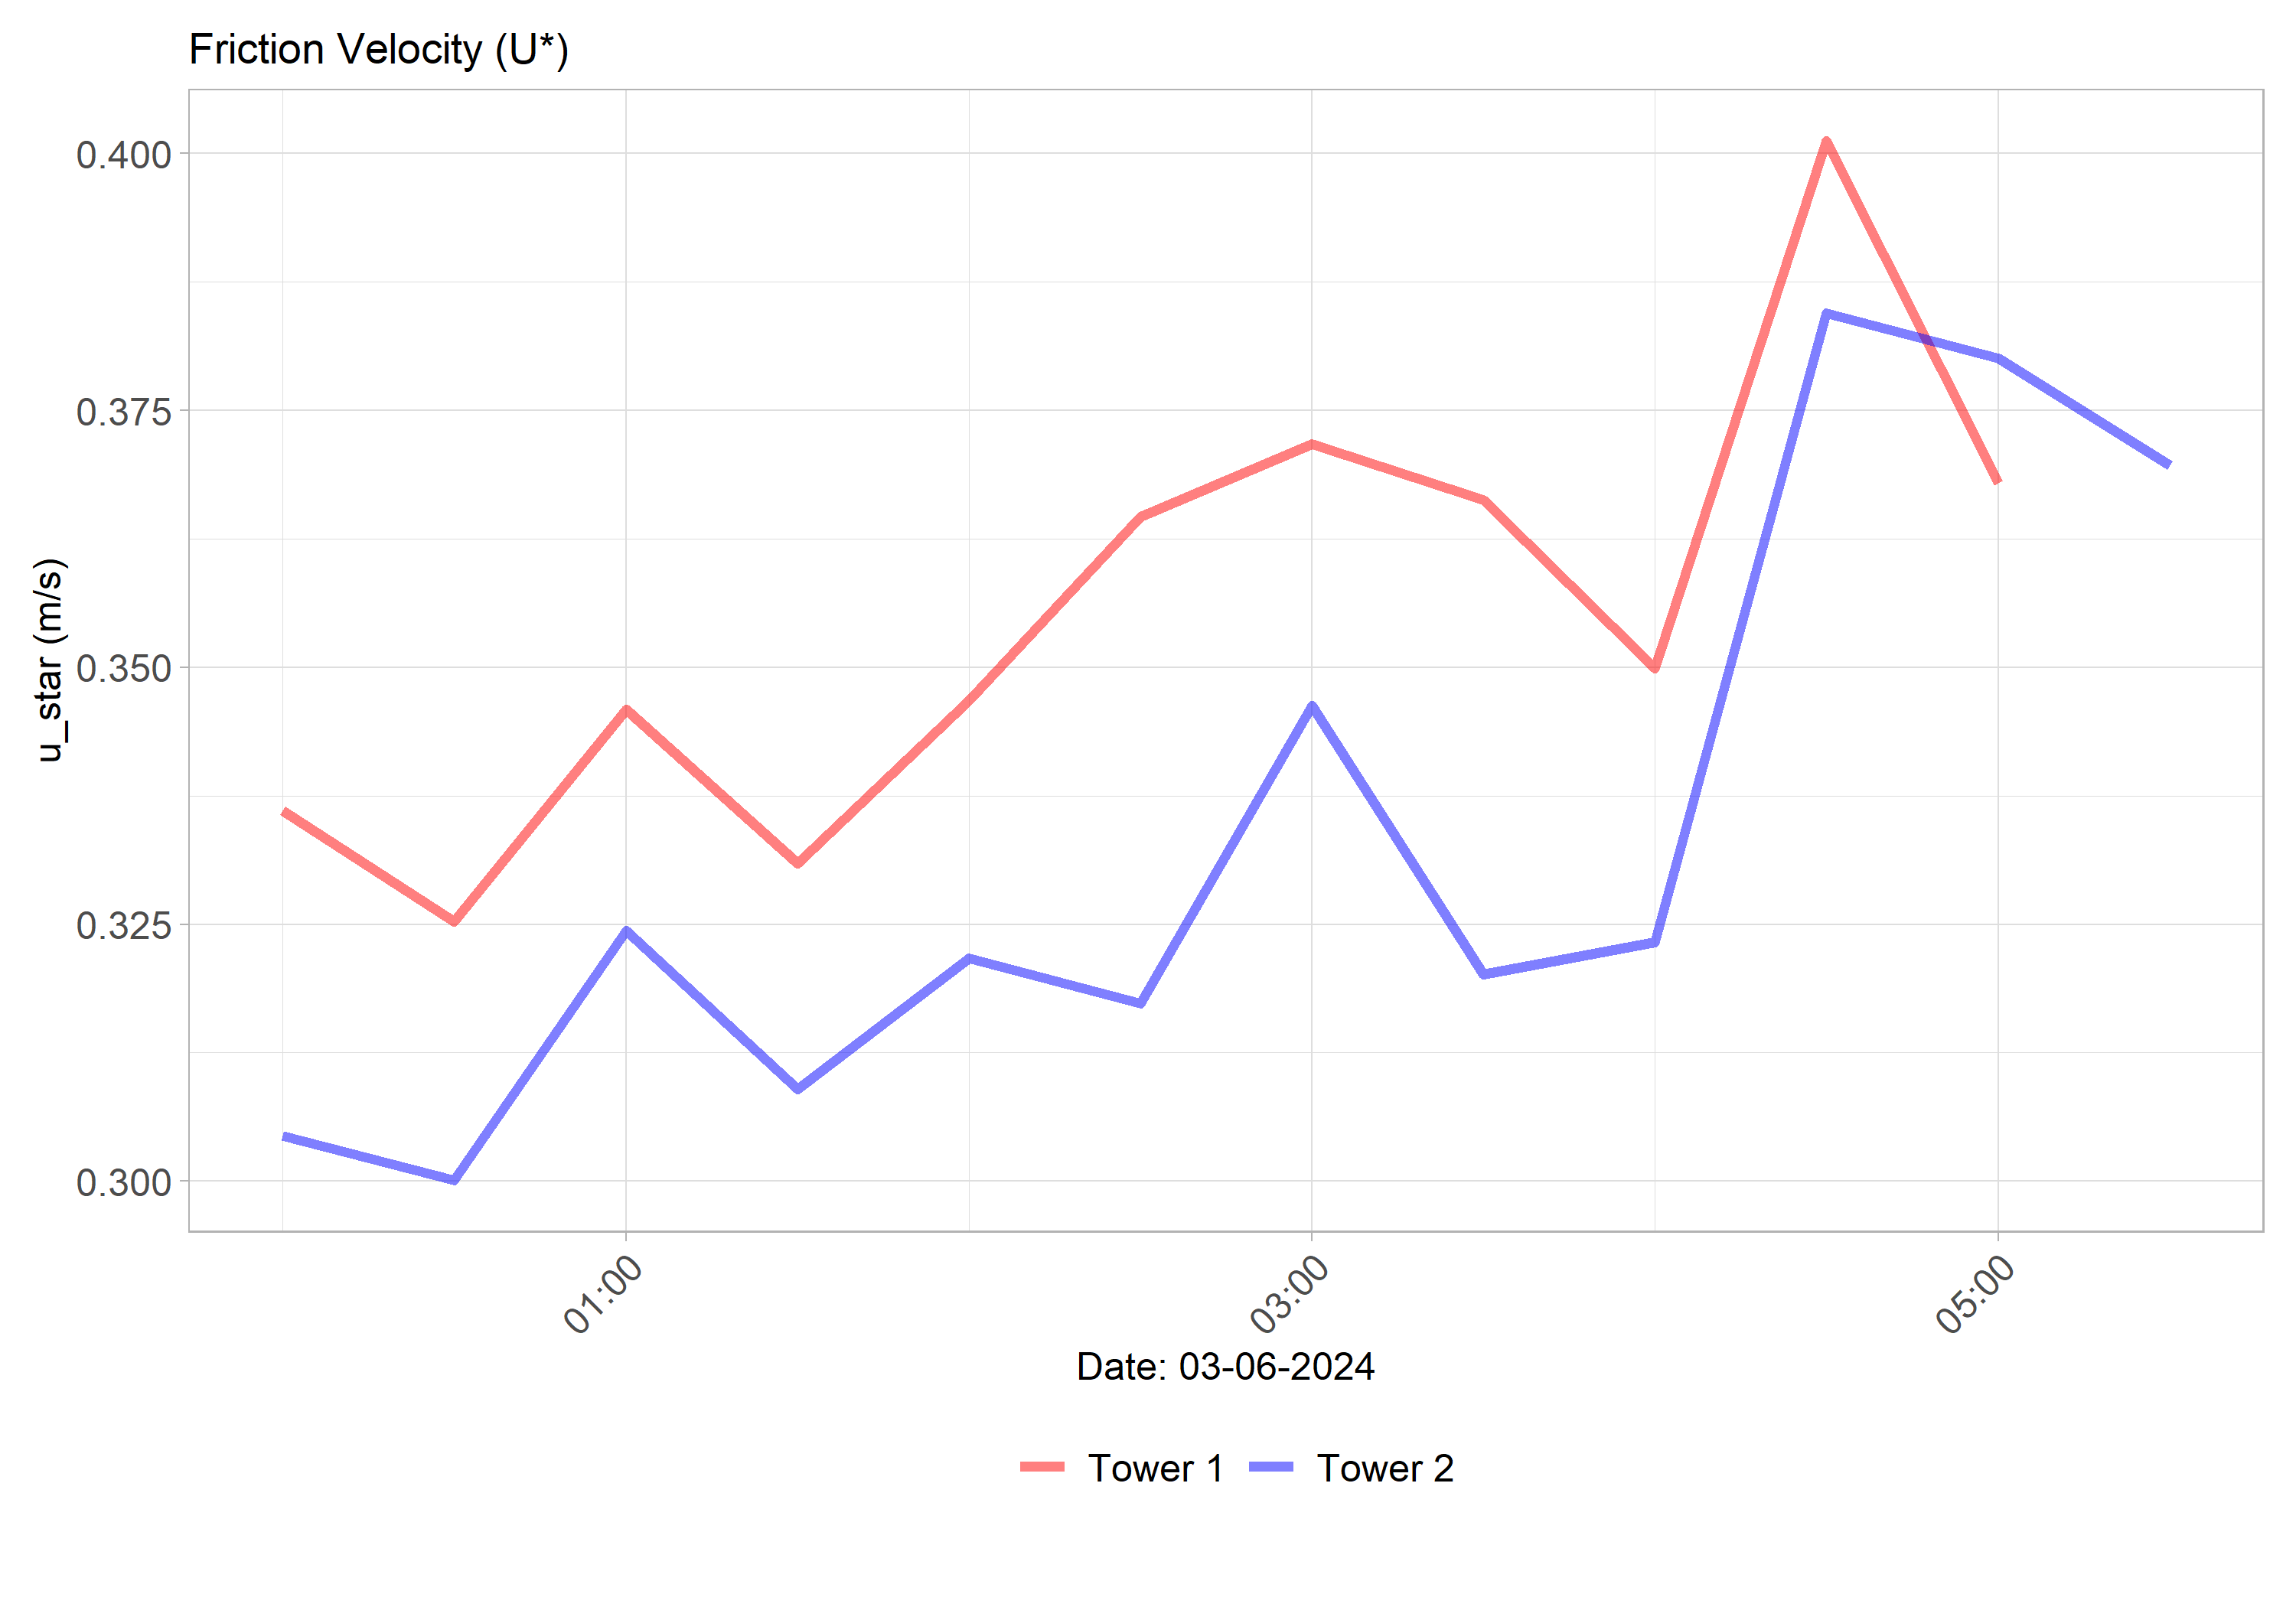 Friction Velocity (U*)
0.400
0.375
0.350
0.325
0.300
u_star (m/s)
01:00
03:00
05:00
Date: 03-06-2024
Tower 1
Tower 2